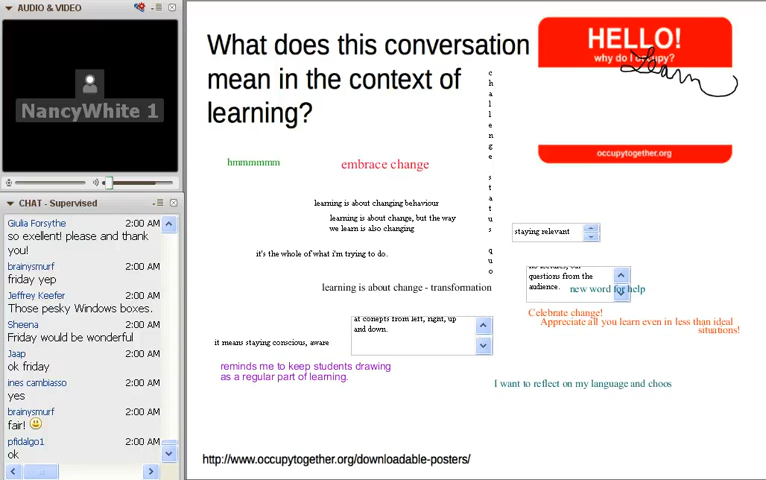 AUDIO & VIDEO
NancyWhite 1
CHAT - Supervised
Giulia Forsythe 2:00 AM
so exellent! please and thank
you!
brainysmurf 2:00 AM
friday yep
Jeffrey Keefer 2:00 AM
Those pesky Windows boxes.
Sheena 2:00 AM
Friday would be wonderful
Jaap 2:00 AM
ok friday
ines cambiasso 2:00 AM
yes
brainysmurf 2:00 AM
fair!
pfidalgo1 2:00 AM
ok
What does this conversation
mean in the context of
learning?
HELLO!
why do I occupy?
Learn
occupytogether.org
challenge status quo
hmmmmmm
embrace change
learning is about changing behaviour
learning is about change, but the way
we learn is also changing
staying relevant
it's the whole of what i'm trying to do.
no lectures, but
questions from the
audience.
new word for help
learning is about change - transformation
Celebrate change!
Appreciate all you learn even in less than ideal
situations!
at conepts from left, right, up
and down.
it means staying conscious, aware
reminds me to keep students drawing
as a regular part of learning.
I want to reflect on my language and choos
http://www.occupytogether.org/downloadable-posters/